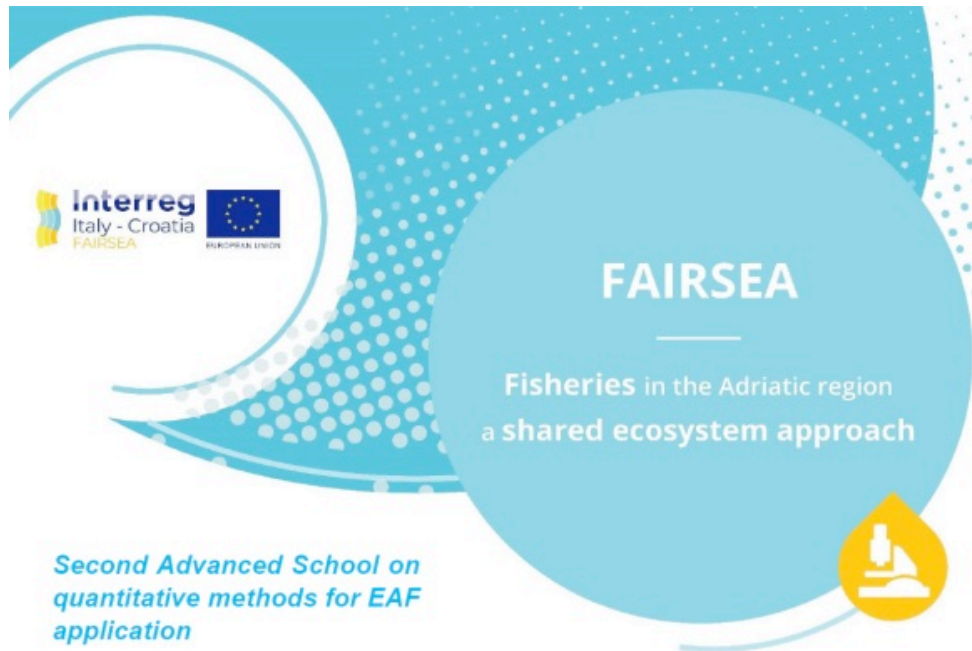 Interreg
Italy - Croatia
FAIRSEA
EUROPEAN UNION
FAIRSEA
Fisheries in the Adriatic region
a shared ecosystem approach
Second Advanced School on
quantitative methods for EAF
application